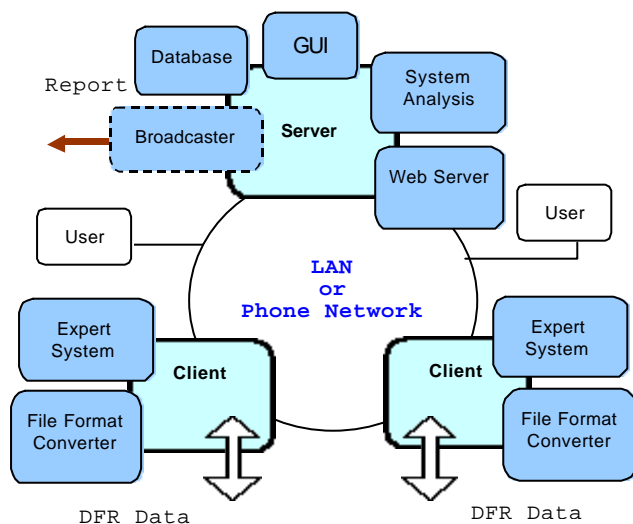 GUI
Database
System
Analysis
Report
Server
Broadcaster
Web Server
User
User
LAN
or
Phone Network
Expert
System
Client
File Format
Converter
Expert
System
Client
File Format
Converter
DFR Data
DFR Data